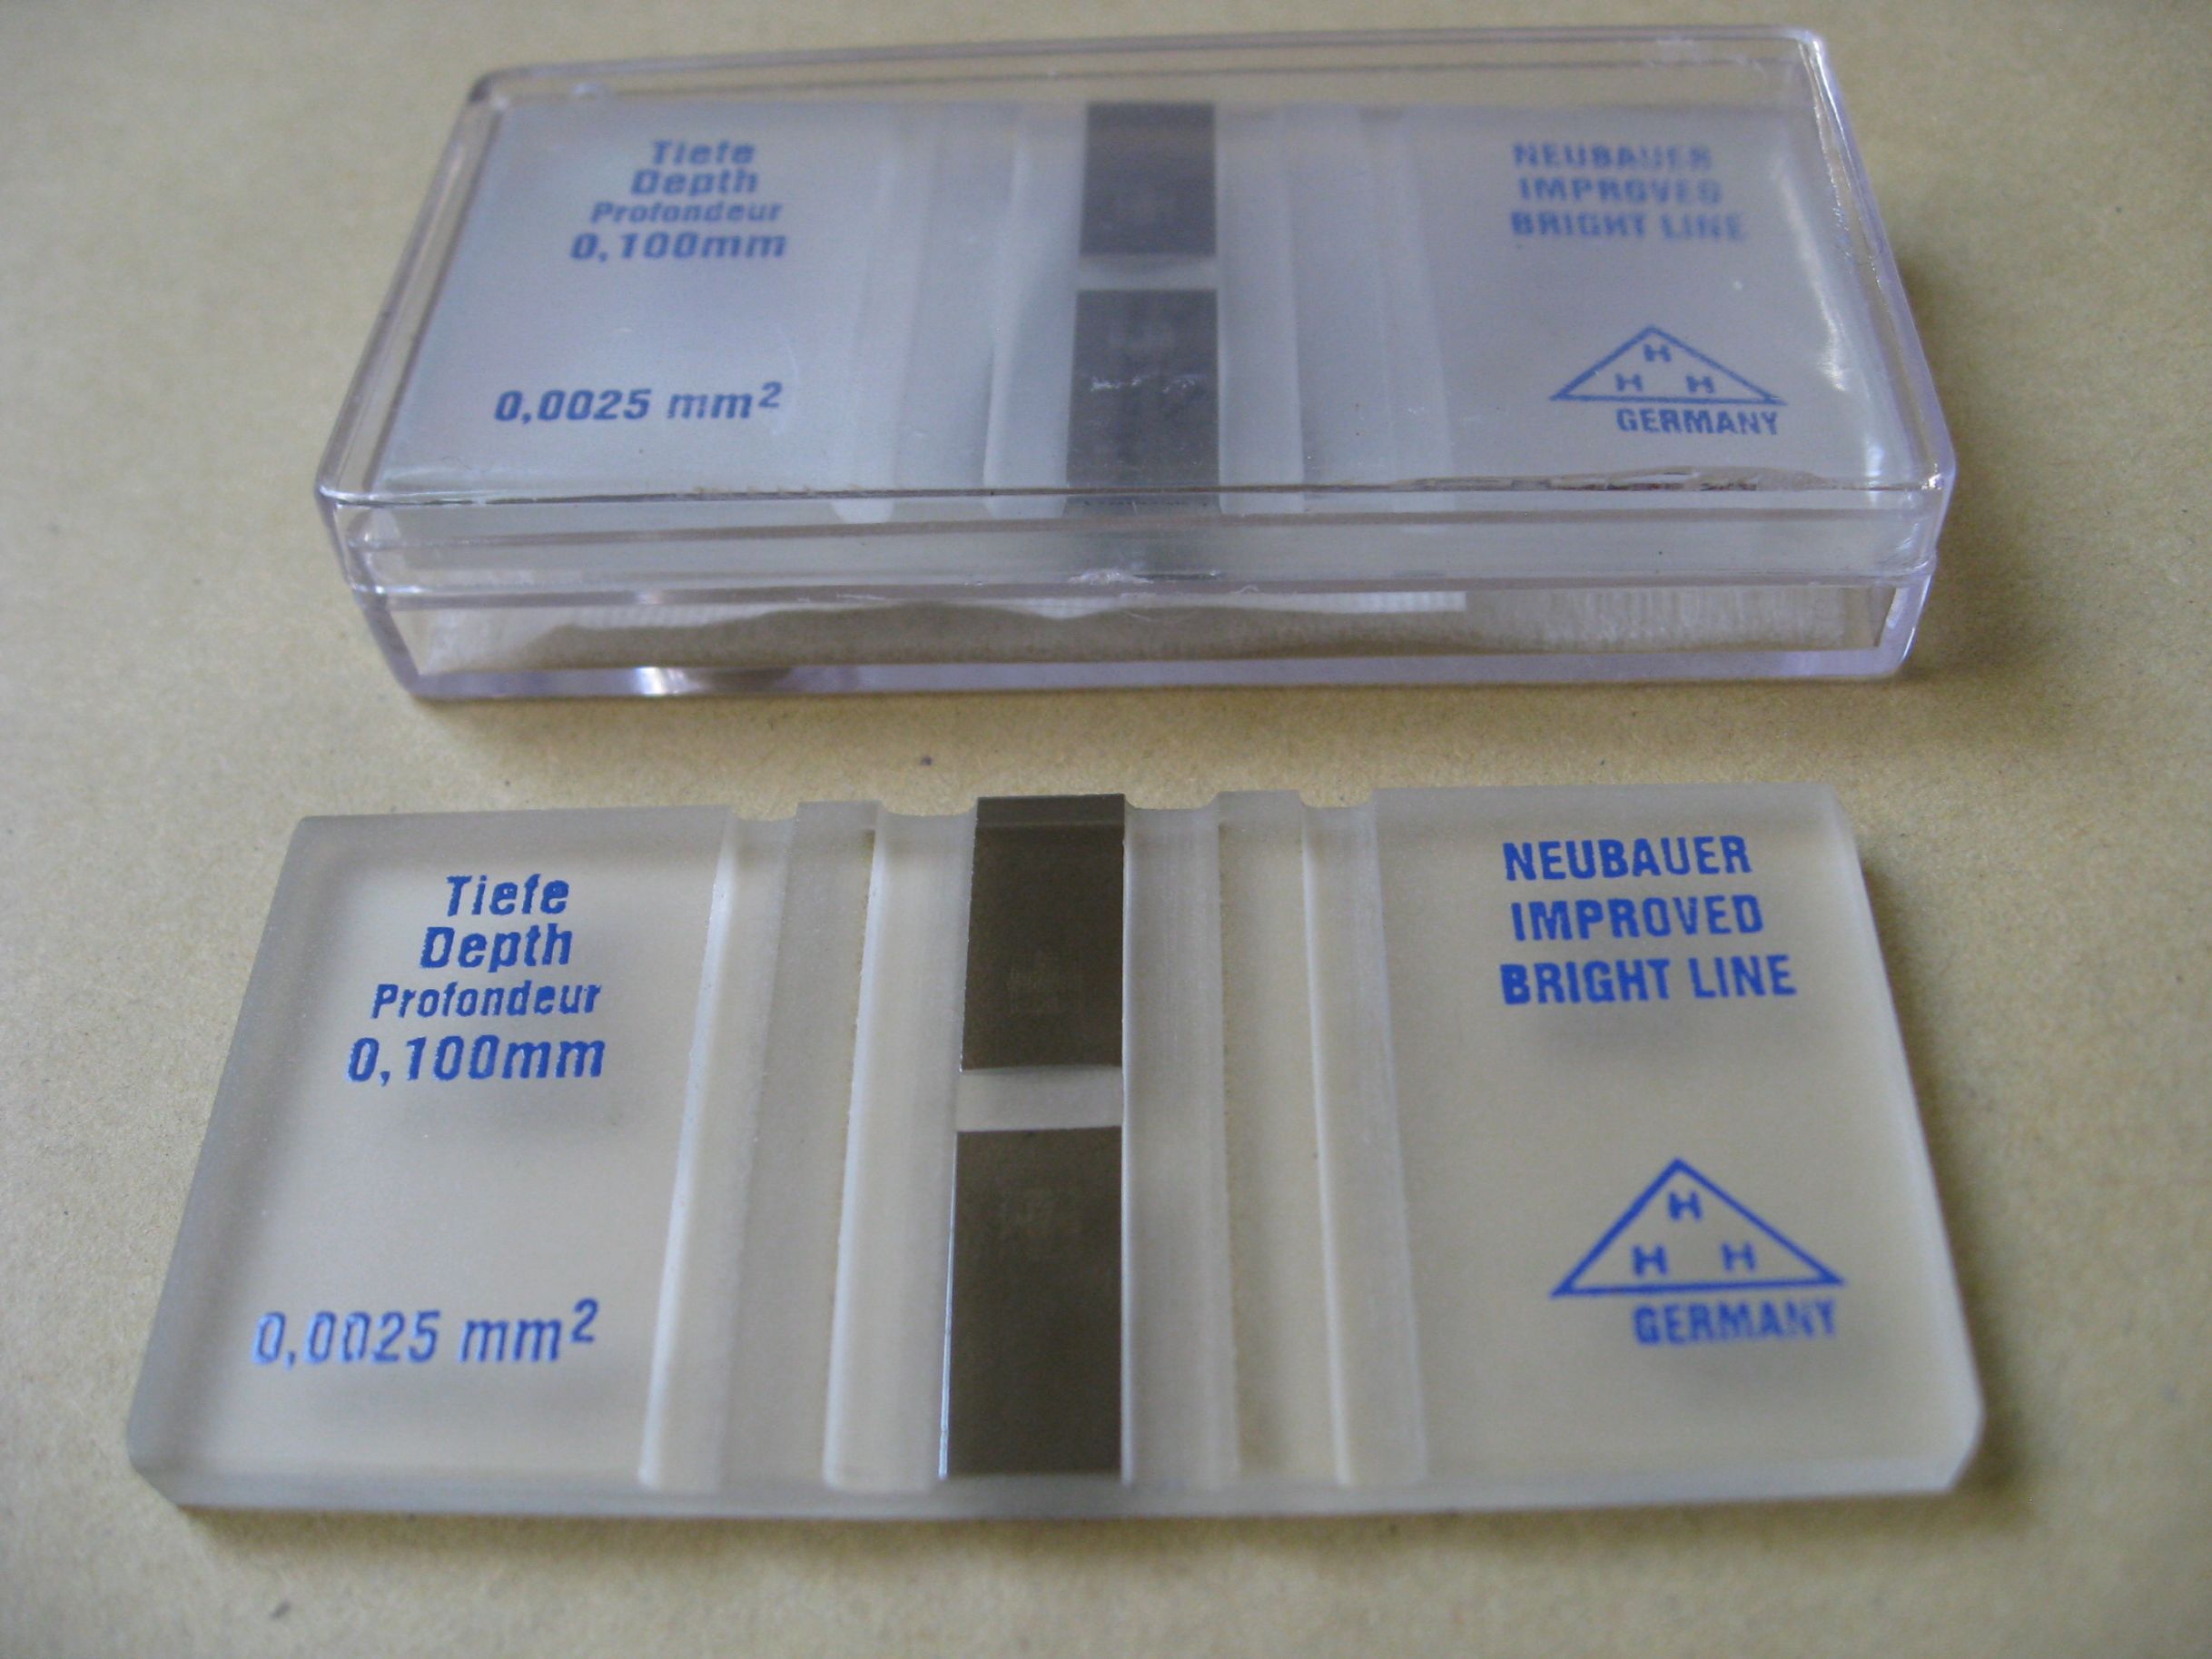 Tiefe
Depth
Profondeur
0,100mm
0,0025 mm²
NEUBAUER
IMPROVED
BRIGHT LINE
H
H H
GERMANY
Tiefe
Depth
Profondeur
0,100mm
0,0025 mm²
NEUBAUER
IMPROVED
BRIGHT LINE
H
H H
GERMANY